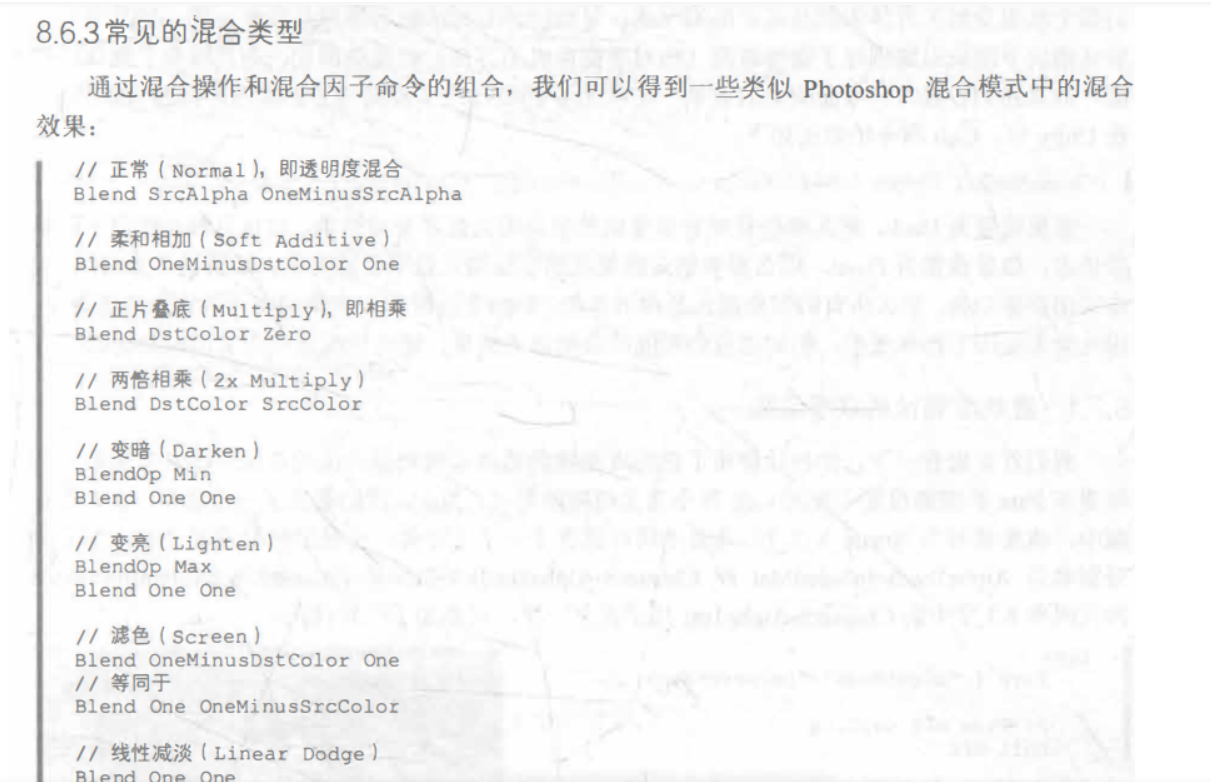 8.6.3常见的混合类型
通过混合操作和混合因子命令的组合，我们可以得到一些类似 Photoshop 混合模式中的混合
效果：
// 正常（Normal），即透明度混合
Blend SrcAlpha OneMinusSrcAlpha
// 柔和相加（Soft Additive）
Blend OneMinusDstColor One
// 正片叠底（Multiply），即相乘
Blend DstColor Zero
// 两倍相乘（2x Multiply）
Blend DstColor SrcColor
// 变暗（Darken）
BlendOp Min
Blend One One
// 变亮（Lighten）
BlendOp Max
Blend One One
// 滤色（Screen）
Blend OneMinusDstColor One
// 等同于
Blend One OneMinusSrcColor
// 线性减淡（Linear Dodge）
Blend One One